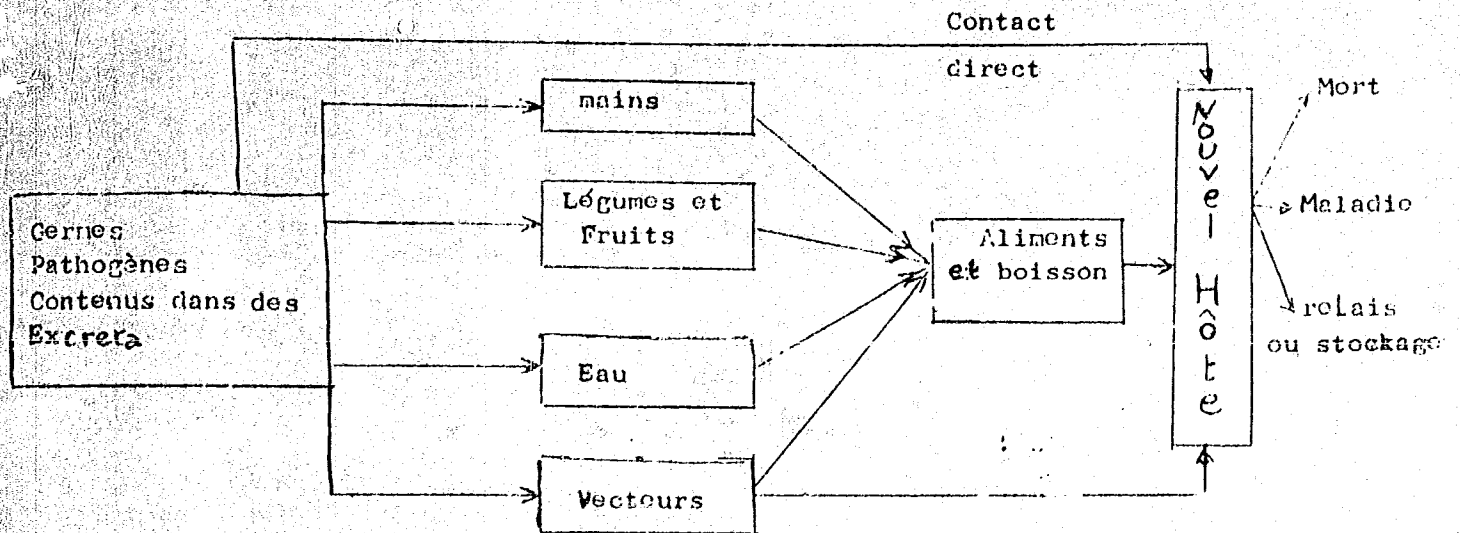 Contact
direct
mains
Légumes et
Fruits
Eau
Vecteurs
Germes
Pathogènes
Contenus dans des
Excreta
Aliments
et boisson
Nouvel Hôte
Mort
Maladie
relais
ou stockage